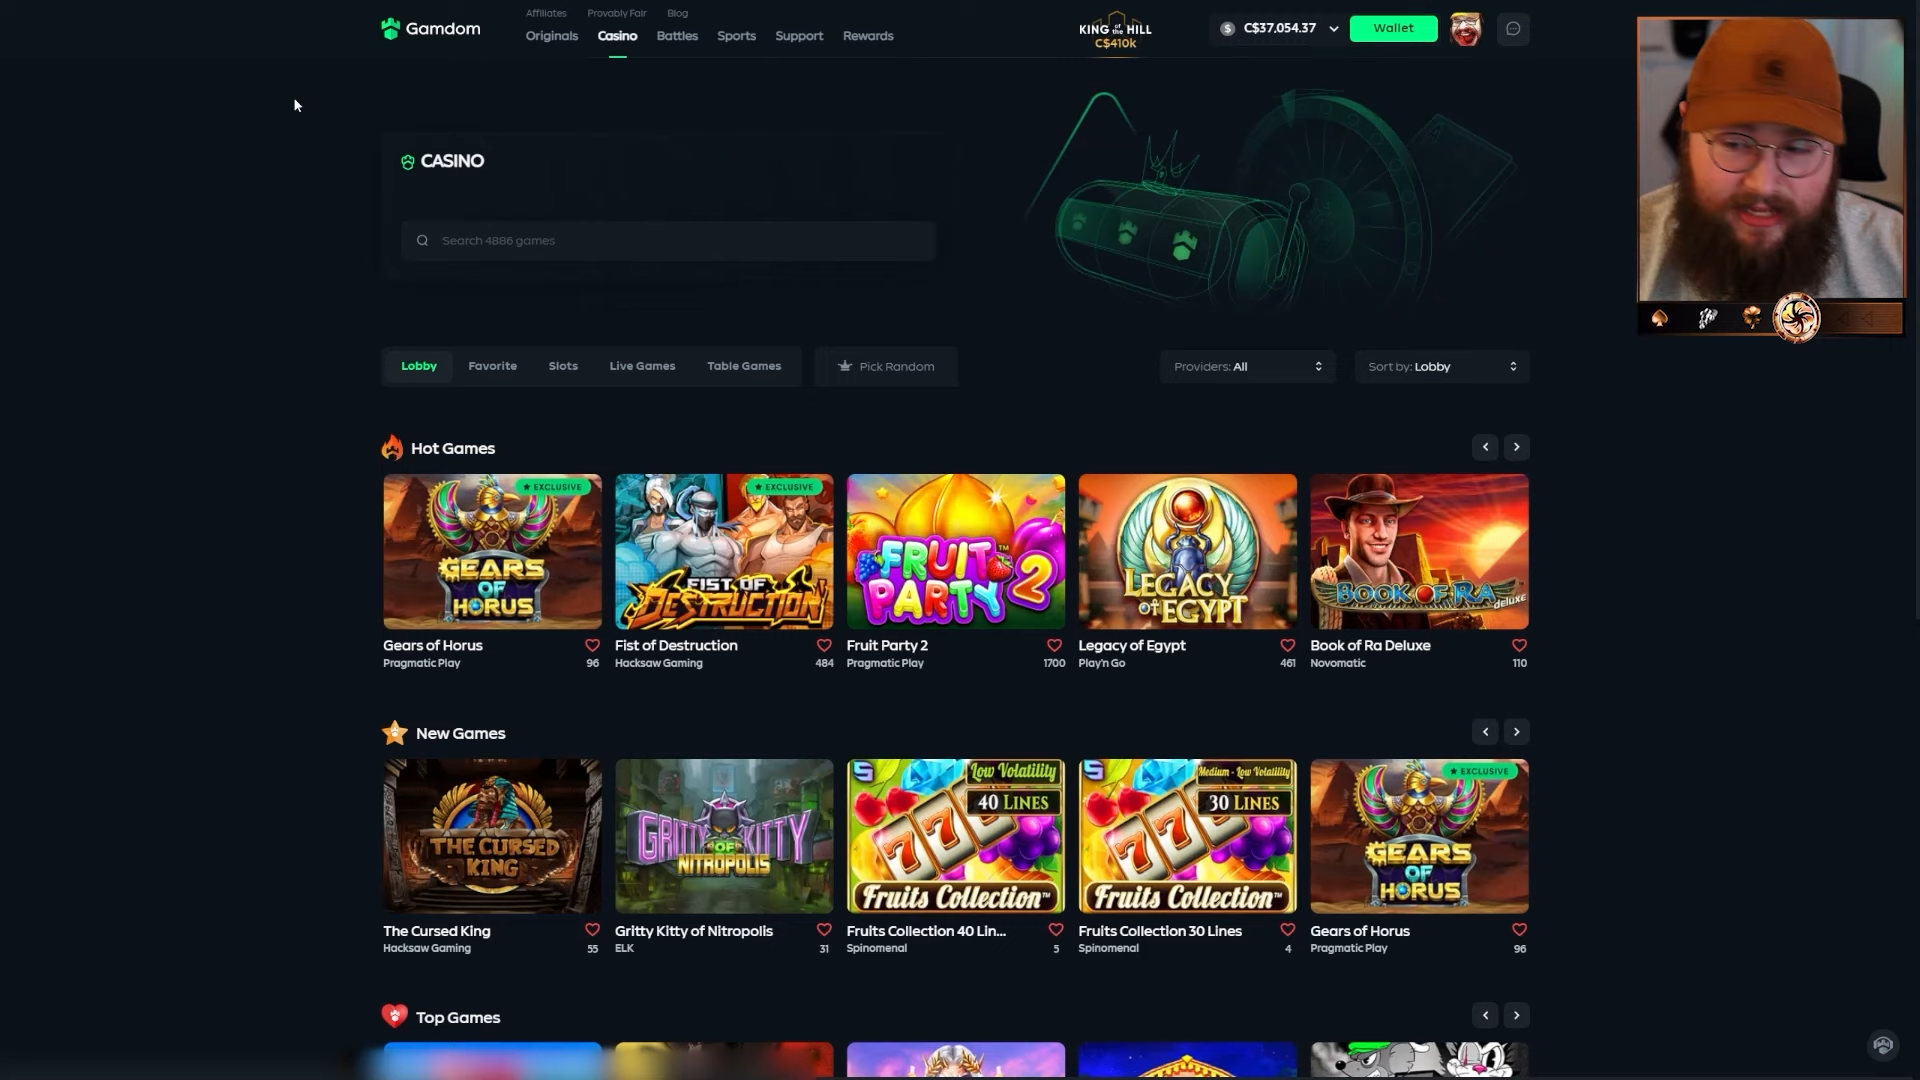 Affiliates Provably Fair Blog
Gamdom
Originals Casino Battles Sports Support Rewards
KING of the HILL
C$410k
C$37,054.37
Wallet
CASINO
Search 4886 games
Lobby Favorite Slots Live Games Table Games Pick Random Providers: All Sort by: Lobby
Hot Games
EXCLUSIVE
GEARS OF HORUS
EXCLUSIVE
FIST OF DESTRUCTION
FRUIT PARTY 2 ™
LEGACY of EGYPT
BOOK OF RA deluxe
Gears of Horus Fist of Destruction Fruit Party 2 Legacy of Egypt Book of Ra Deluxe
Pragmatic Play 96 Hacksaw Gaming 484 Pragmatic Play 1700 Play'n Go 461 Novomatic 110
New Games
THE CURSED KING
GRITTY KITTY OF NITROPOLIS
Low Volatility
40 LINES
777
Fruits Collection™
Medium - Low Volatility
30 LINES
777
Fruits Collection™
EXCLUSIVE
GEARS OF HORUS
The Cursed King Gritty Kitty of Nitropolis Fruits Collection 40 Lin... Fruits Collection 30 Lines Gears of Horus
Hacksaw Gaming 55 ELK 31 Spinomenal 5 Spinomenal 4 Pragmatic Play 96
Top Games